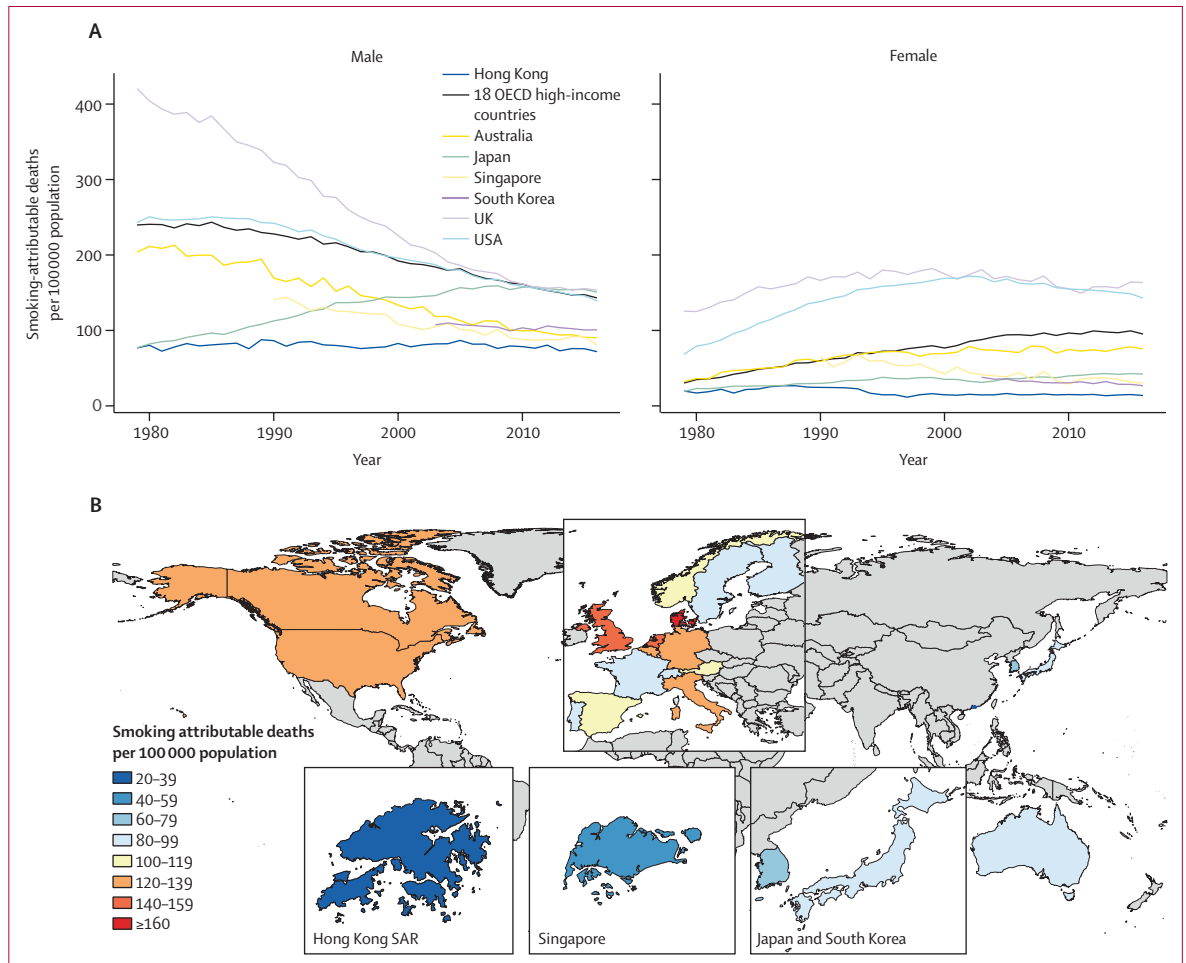 A
Male
Female
Hong Kong
18 OECD high-income
countries
Australia
Japan
Singapore
South Korea
UK
USA
Smoking-attributable deaths
per 100 000 population
400
300
200
100
0
1980
1990
2000
2010
1980
1990
2000
2010
Year
Year
B
Smoking attributable deaths
per 100 000 population
20–39
40–59
60–79
80–99
100–119
120–139
140–159
≥160
Hong Kong SAR
Singapore
Japan and South Korea